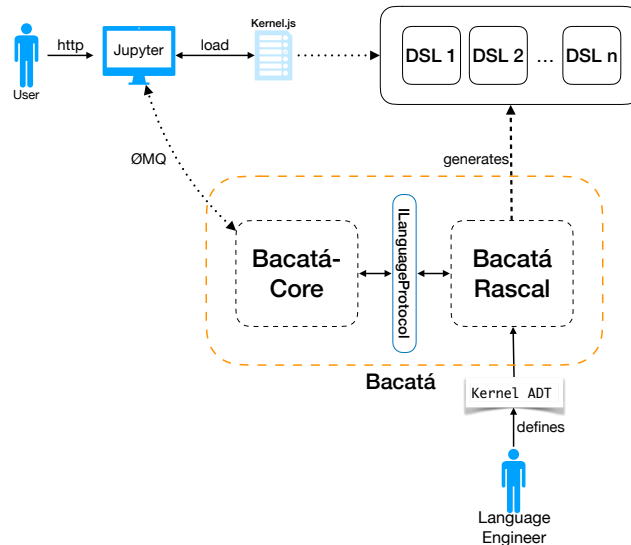 Kernel.js
http
Jupyter
load
DSL 1
DSL 2
...
DSL n
User
ØMQ
generates
Bacatá-
Core
ILanguageProtocol
Bacatá
Rascal
Bacatá
Kernel ADT
defines
Language
Engineer